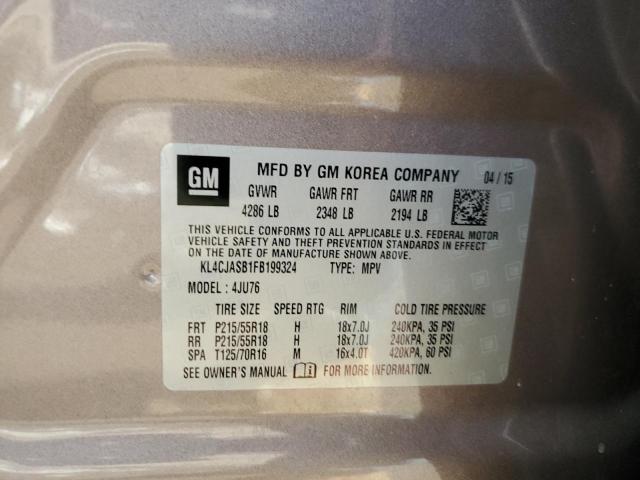 GM
MFD BY GM KOREA COMPANY 04 / 15
GVWR GAWR FRT GAWR RR
4286 LB 2348 LB 2194 LB
THIS VEHICLE CONFORMS TO ALL APPLICABLE U.S. FEDERAL MOTOR
VEHICLE SAFETY AND THEFT PREVENTION STANDARDS IN EFFECT ON
THE DATE OF MANUFACTURE SHOWN ABOVE.
KL4CJASB1FB199324 TYPE: MPV
MODEL : 4JU76
TIRE SIZE SPEED RTG RIM COLD TIRE PRESSURE
FRT P215/55R18 H 18x7.0J 240KPA, 35 PSI
RR P215/55R18 H 18x7.0J 240KPA, 35 PSI
SPA T125/70R16 M 16x4.0T 420KPA, 60 PSI
SEE OWNER'S MANUAL FOR MORE INFORMATION.